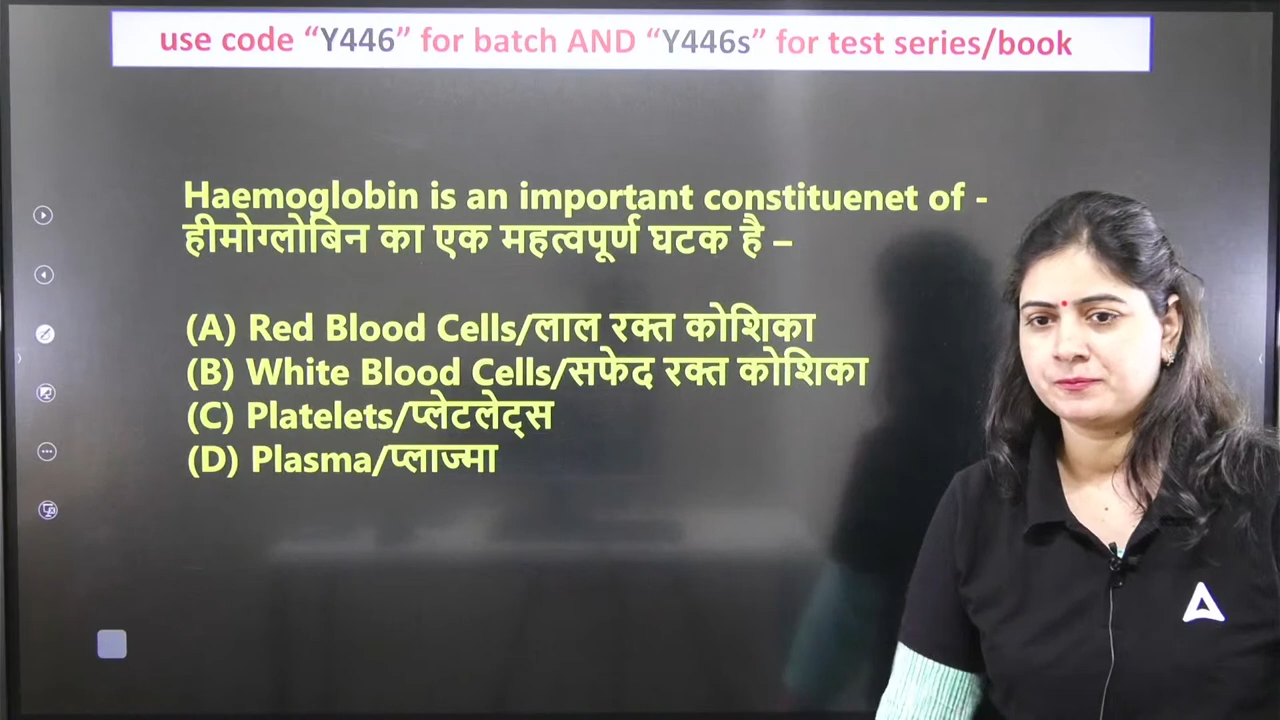 use code “Y446” for batch AND “Y446s” for test series/book
Haemoglobin is an important constituenet of -
हीमोग्लोबिन का एक महत्वपूर्ण घटक है –
(A) Red Blood Cells/लाल रक्त कोशिका
(B) White Blood Cells/सफेद रक्त कोशिका
(C) Platelets/प्लेटलेट्स
(D) Plasma/प्लाज्मा